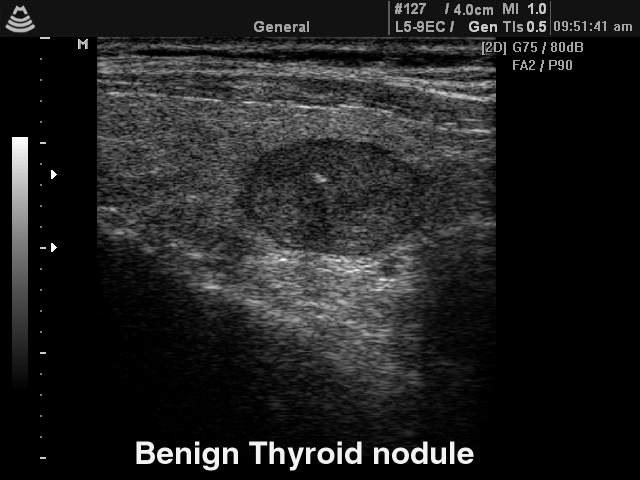 #127 / 4.0cm MI 1.0
General L5-9EC / Gen TIs 0.5 09:51:41 am
M [2D] G75 / 80dB
FA2 / P90
Benign Thyroid nodule